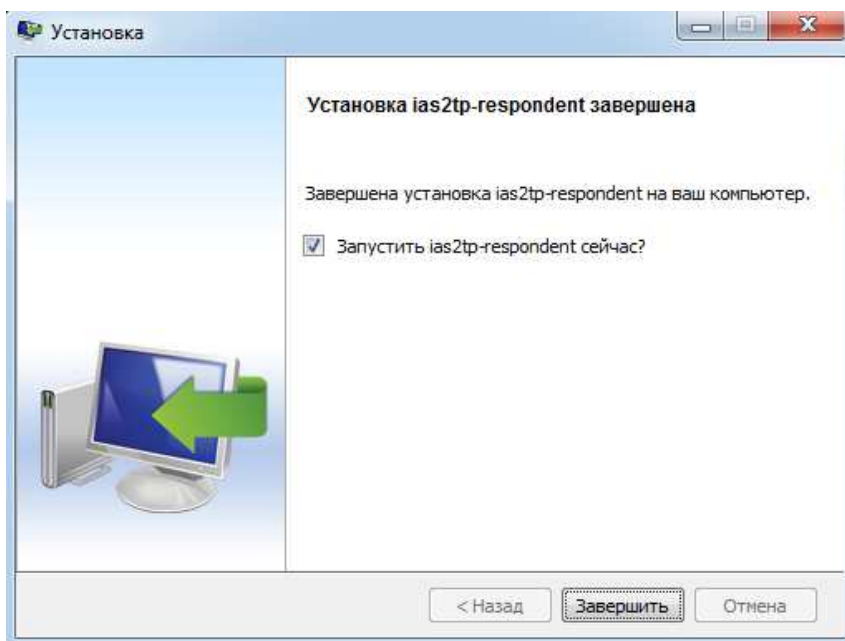 Установка
Установка ias2tp-respondent завершена
Завершена установка ias2tp-respondent на ваш компьютер.
Запустить ias2tp-respondent сейчас?
< Назад
Завершить
Отмена